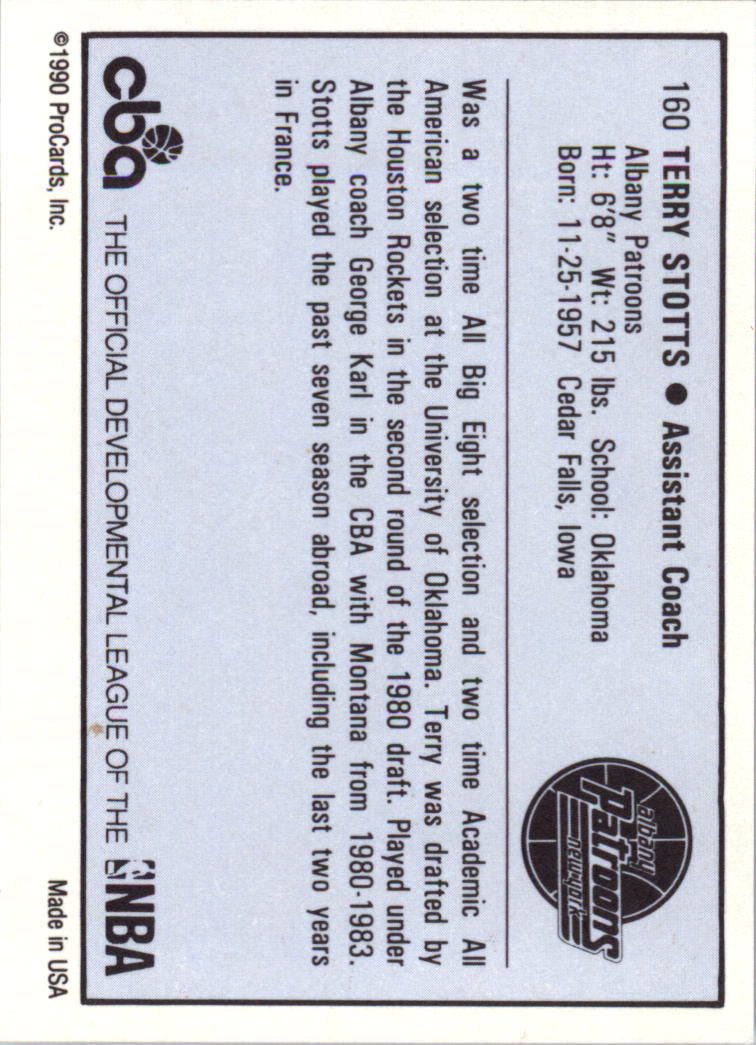 160 TERRY STOTTS ● Assistant Coach
Albany Patroons
Ht: 6'8" Wt: 215 lbs. School: Oklahoma
Born: 11-25-1957 Cedar Falls, Iowa
albany
Patroons
new-york
Was a two time All Big Eight selection and two time Academic All
American selection at the University of Oklahoma. Terry was drafted by
the Houston Rockets in the second round of the 1980 draft. Played under
Albany coach George Karl in the CBA with Montana from 1980-1983.
Stotts played the past seven season abroad, including the last two years
in France.
cba THE OFFICIAL DEVELOPMENTAL LEAGUE OF THE NBA
©1990 ProCards, Inc. Made in USA